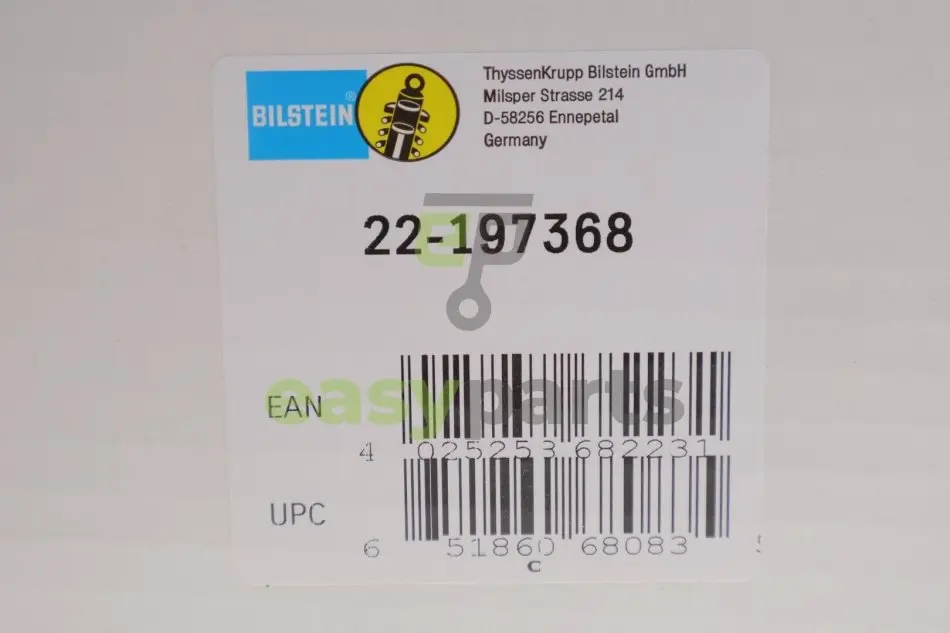 BILSTEIN®
ThyssenKrupp Bilstein GmbH
Milsper Strasse 214
D-58256 Ennepetal
Germany
22-197368
EP
easyparts
EAN
4 025253 682231
UPC
6 51860 68083
C